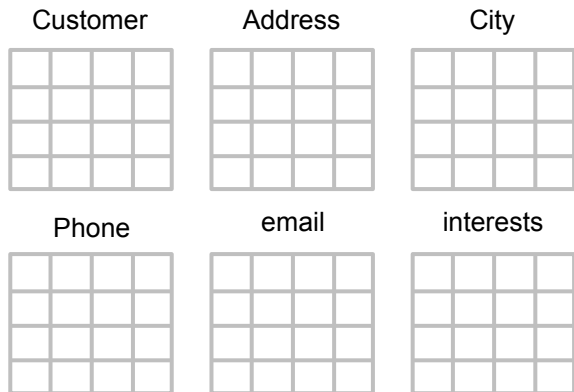 Customer
Address
City
Phone
email
interests